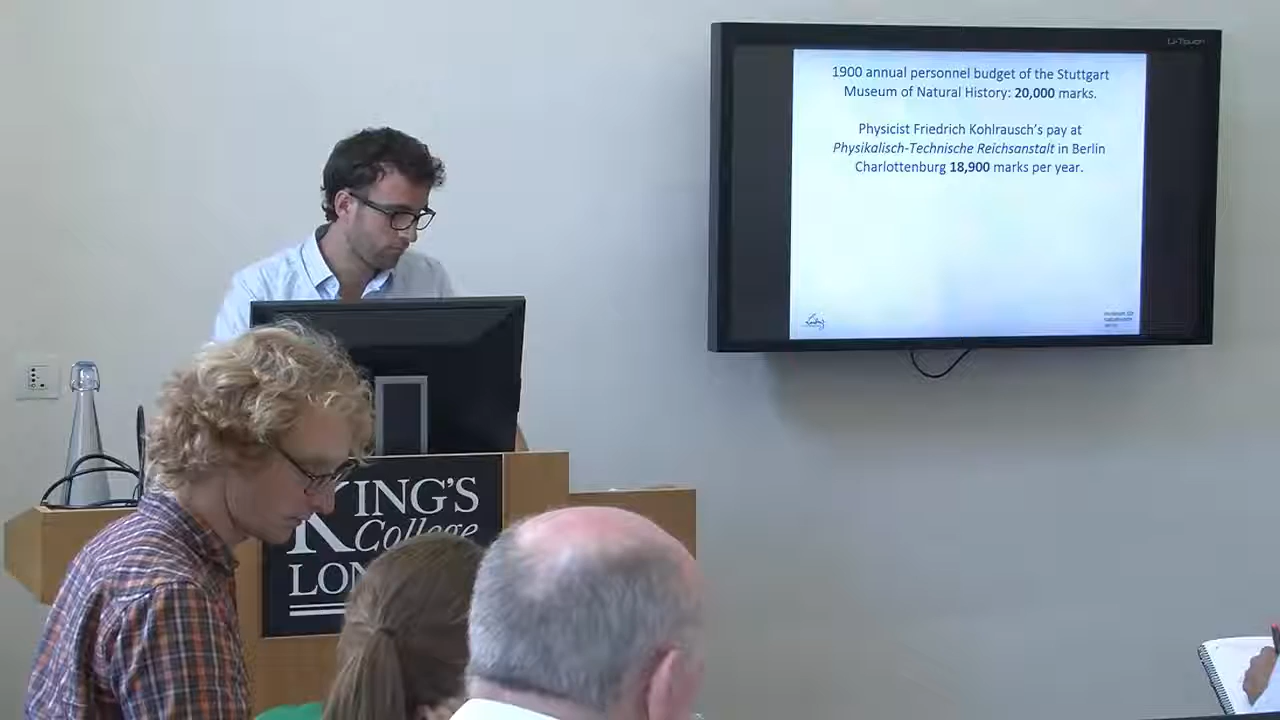 U-Touch
1900 annual personnel budget of the Stuttgart
Museum of Natural History: 20,000 marks.
Physicist Friedrich Kohlrausch's pay at
Physikalisch-Technische Reichsanstalt in Berlin
Charlottenburg 18,900 marks per year.
KING'S
College
LON